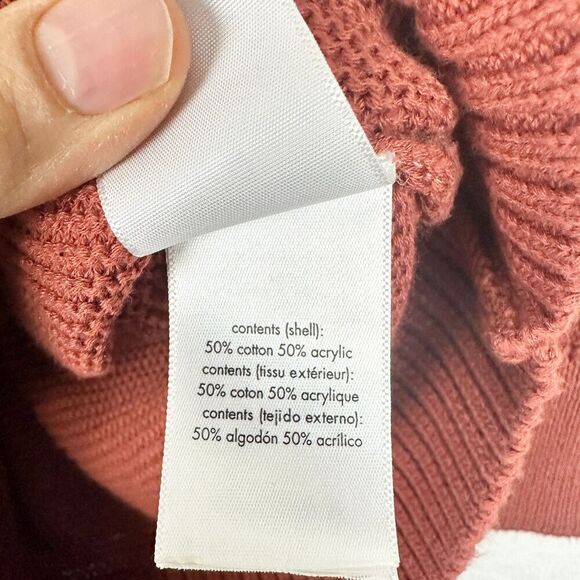 contents (shell):
50% cotton 50% acrylic
contents (tissu extérieur):
50% coton 50% acrylique
contents (tejido externo):
50% algodón 50% acrílico